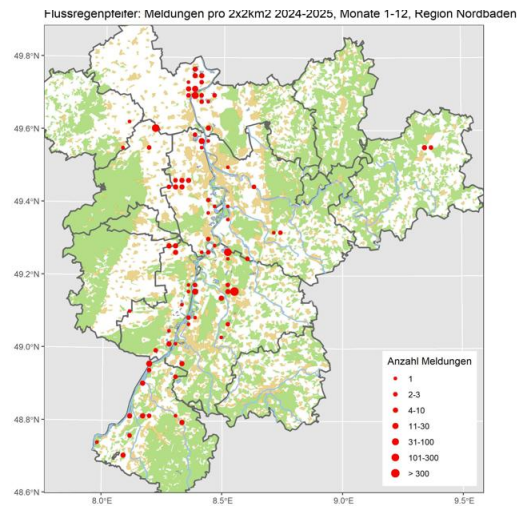 Flussregenpfeifer: Meldungen pro 2x2km2 2024-2025, Monate 1-12, Region Nordbaden
49.8°N
49.6°N
49.4°N
49.2°N
49.0°N
48.8°N
48.6°N
Anzahl Meldungen
1
2-3
4-10
11-30
31-100
101-300
> 300
8.0°E
8.5°E
9.0°E
9.5°E